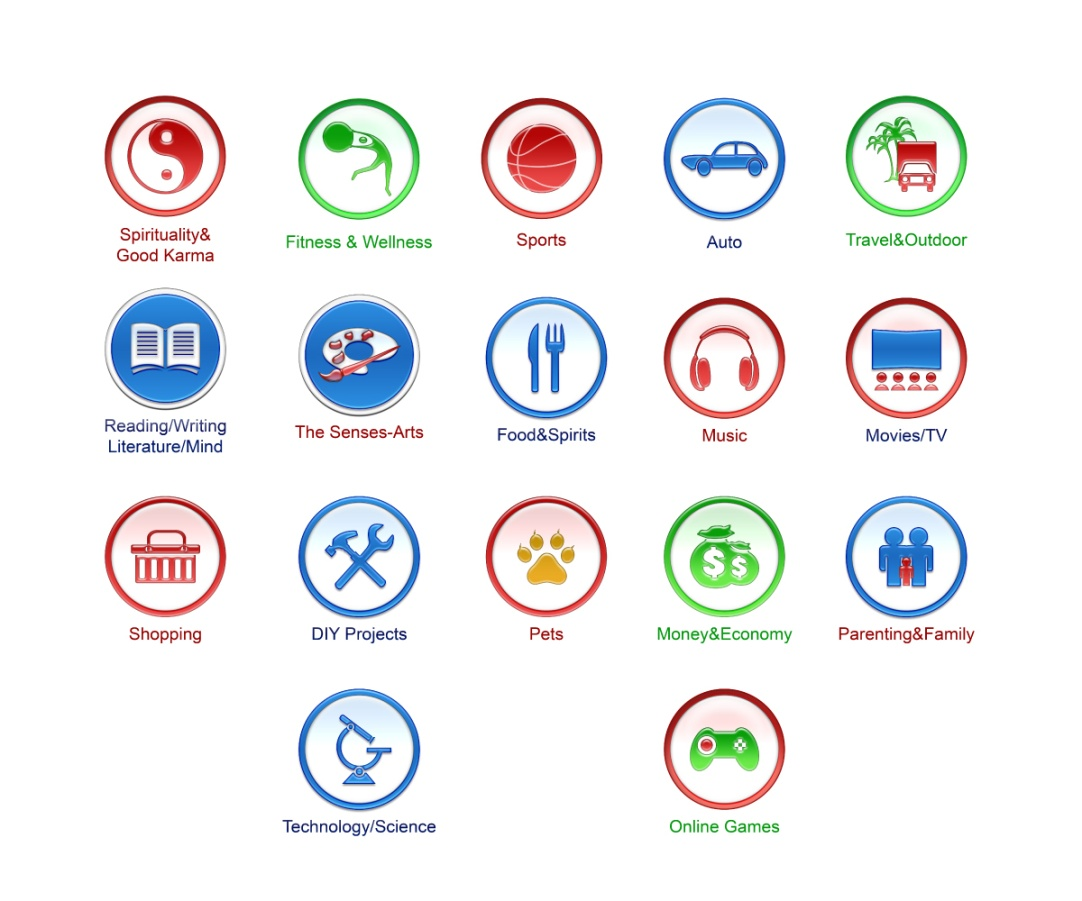 Spirituality&
Good Karma
Fitness & Wellness
Sports
Auto
Travel&Outdoor
Reading/Writing
Literature/Mind
The Senses-Arts
Food&Spirits
Music
Movies/TV
Shopping
DIY Projects
Pets
$
$
Money&Economy
Parenting&Family
Technology/Science
Online Games